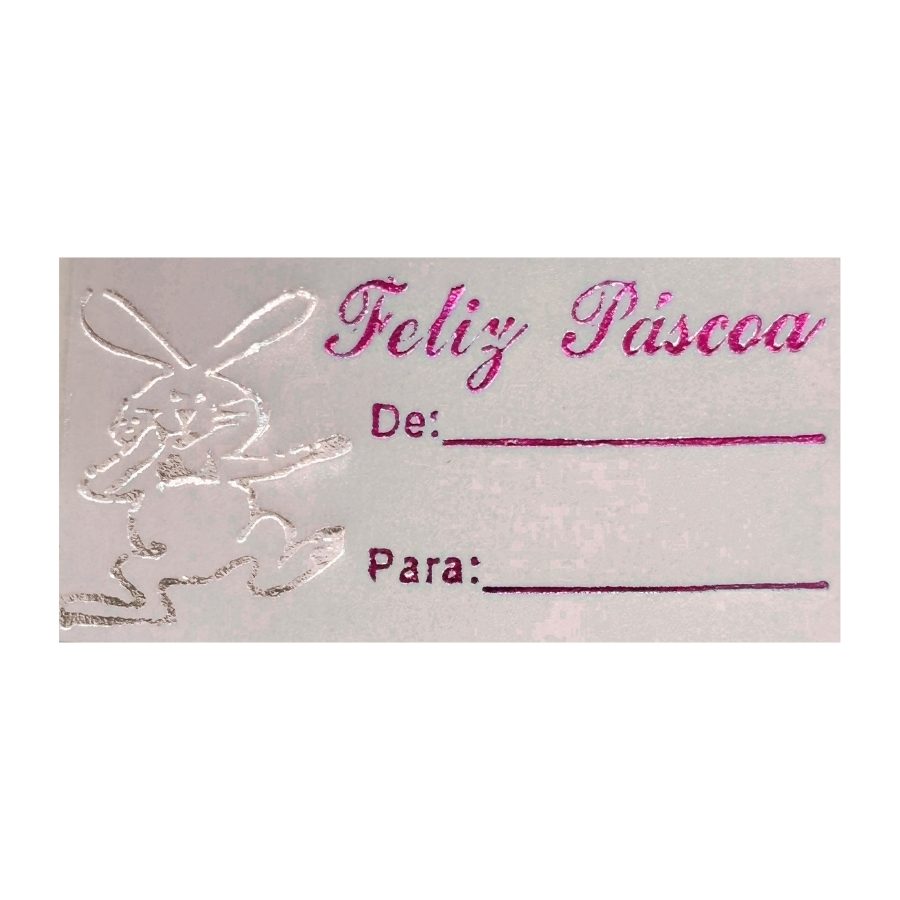 Feliz Páscoa
De:
Para: